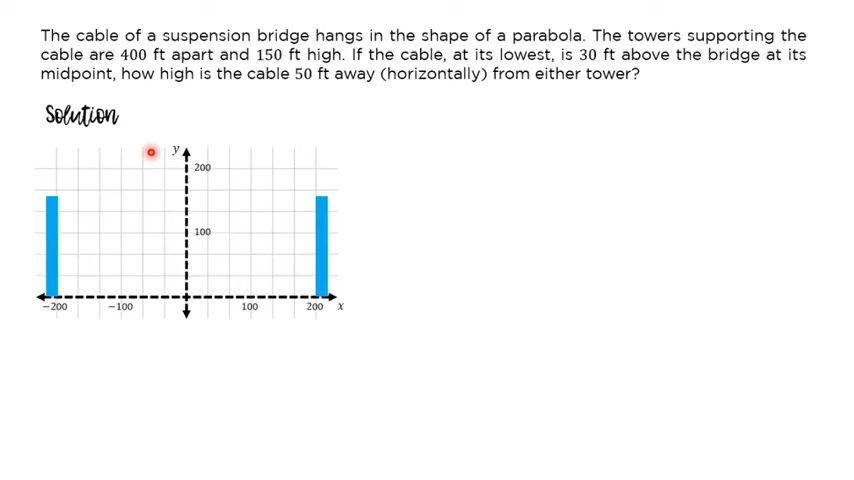 The cable of a suspension bridge hangs in the shape of a parabola. The towers supporting the
cable are 400 ft apart and 150 ft high. If the cable, at its lowest, is 30 ft above the bridge at its
midpoint, how high is the cable 50 ft away (horizontally) from either tower?
Solution
y
200
100
−200 −100 100 200 x